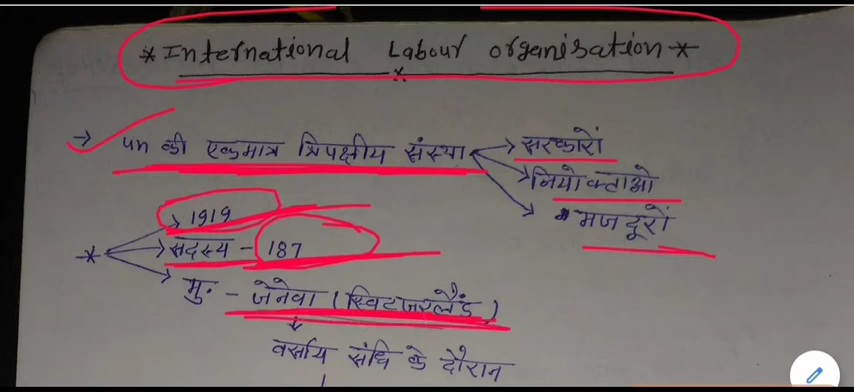 *International Labour organisation*
→ un की एकमात्र त्रिपक्षीय संस्था → सरकारों
→ नियोक्ताओ
→ मजदूरों
* → 1919
→ सदस्य - 187
→ मु. - जेनेवा (स्विटजरलैंड)
↓
वर्साय संधि के दौरान